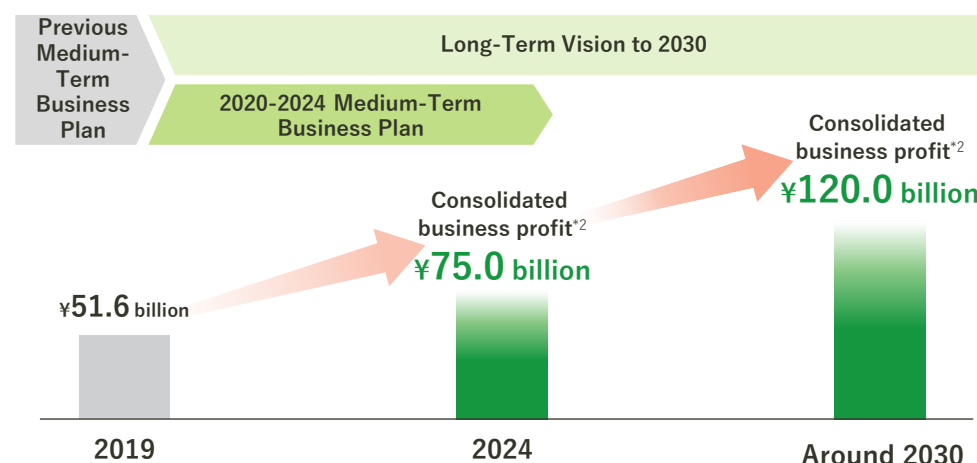 Previous
Medium-
Term
Business
Plan
Long-Term Vision to 2030
2020-2024 Medium-Term
Business Plan
Consolidated
business profit*2
¥120.0 billion
Consolidated
business profit*2
¥75.0 billion
¥51.6 billion
2019
2024
Around 2030